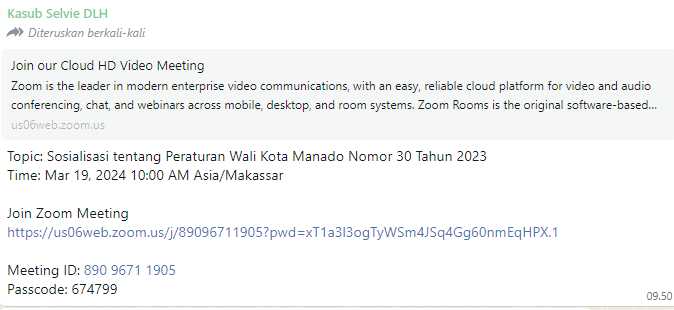 Kasub Selvie DLH
Diteruskan berkali-kali
Join our Cloud HD Video Meeting
Zoom is the leader in modern enterprise video communications, with an easy, reliable cloud platform for video and audio
conferencing, chat, and webinars across mobile, desktop, and room systems. Zoom Rooms is the original software-based...
us06web.zoom.us
Topic: Sosialisasi tentang Peraturan Wali Kota Manado Nomor 30 Tahun 2023
Time: Mar 19, 2024 10:00 AM Asia/Makassar
Join Zoom Meeting
https://us06web.zoom.us/j/89096711905?pwd=xT1a3I3ogTyWSm4JSq4Gg60nmEqHPX.1
Meeting ID: 890 9671 1905
Passcode: 674799
09.50